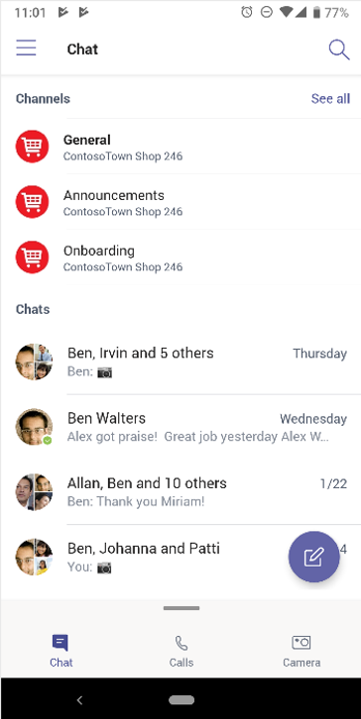 11:01
77%
Chat
Channels
See all
General
ContosoTown Shop 246
Announcements
ContosoTown Shop 246
Onboarding
ContosoTown Shop 246
Chats
Ben, Irvin and 5 others
Thursday
Ben: 📷
Ben Walters
Wednesday
Alex got praise! Great job yesterday Alex W...
Allan, Ben and 10 others
1/22
Ben: Thank you Miriam!
Ben, Johanna and Patti
4
You: 📷
Chat
Calls
Camera